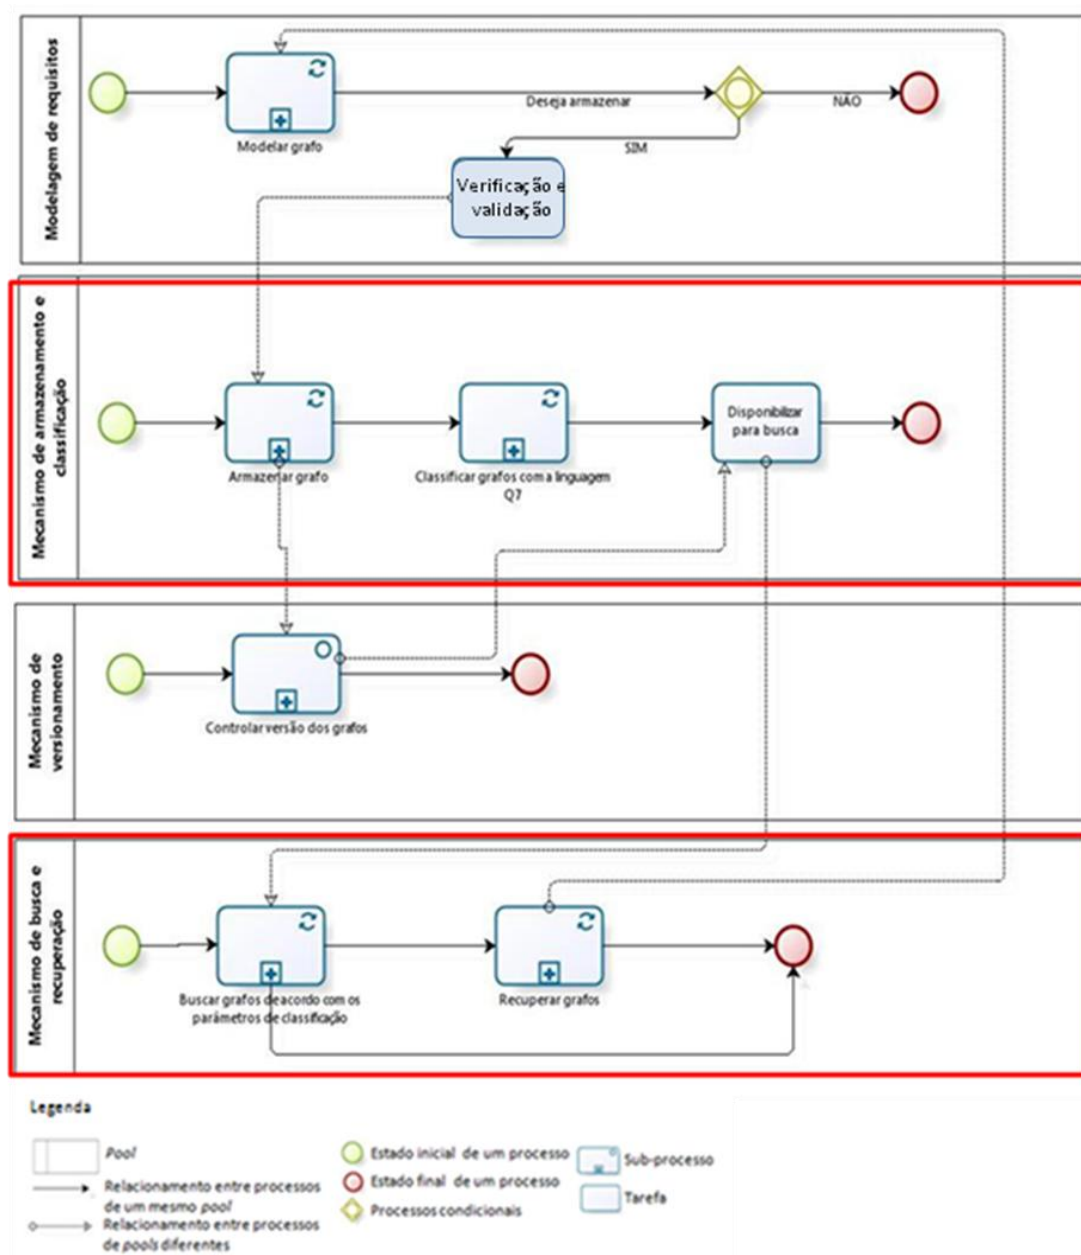 Modelagem de requisitos
Modelar grafo
Deseja armazenar
NÃO
SIM
Verificação e
validação
Mecanismo de armazenamento e
classificação
Armazenar grafo
Classificar grafos com a linguagem
Q7
Disponibilizar
para busca
Mecanismo de
versionamento
Controlar versão dos grafos
Mecanismo de busca e
recuperação
Buscar grafos de acordo com os
parâmetros de classificação
Recuperar grafos
Legenda
Pool
Relacionamento entre processos
de um mesmo pool
Relacionamento entre processos
de pools diferentes
Estado inicial de um processo
Estado final de um processo
Processos condicionais
Sub-processo
Tarefa